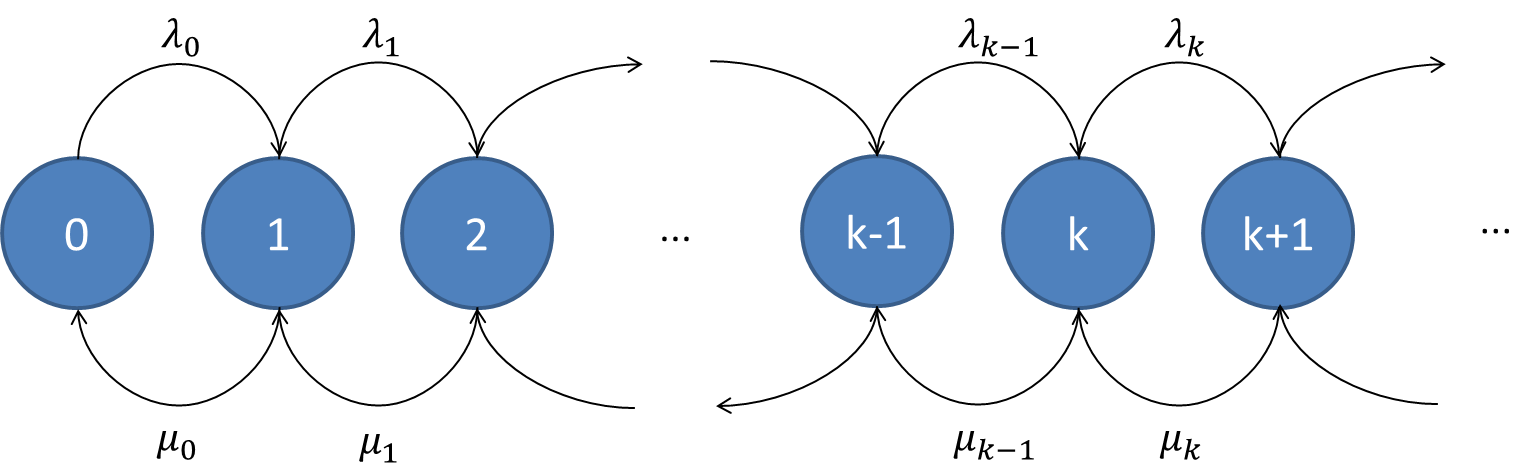 λ₀ λ₁ λₖ₋₁ λₖ
0 1 2 ... k-1 k k+1 ...
μ₀ μ₁ μₖ₋₁ μₖ